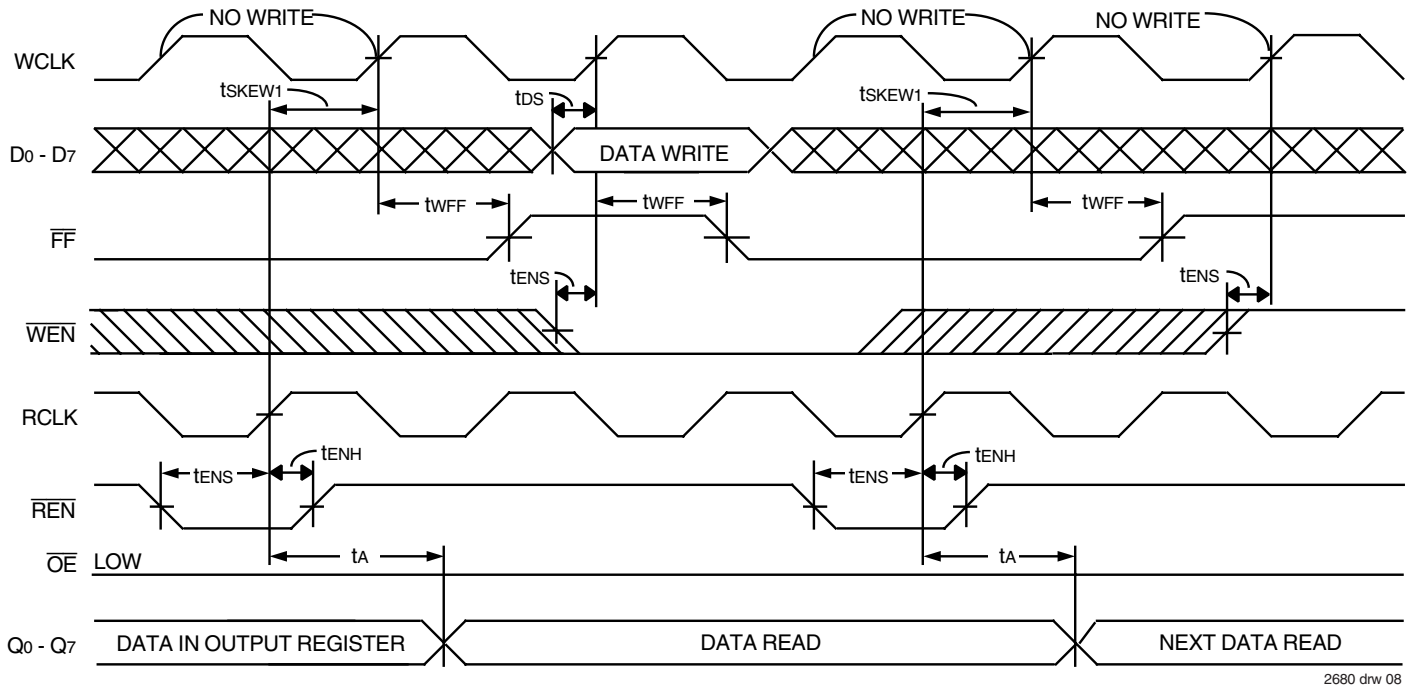 NO WRITE
NO WRITE
NO WRITE
WCLK
tSKEW1
tDS
tSKEW1
D0 - D7
DATA WRITE
tWFF
tWFF
tWFF
FF
tENS
tENS
WEN
RCLK
tENS
tENH
tENS
tENH
REN
OE
LOW
tA
tA
Q0 - Q7
DATA IN OUTPUT REGISTER
DATA READ
NEXT DATA READ
2680 drw 08